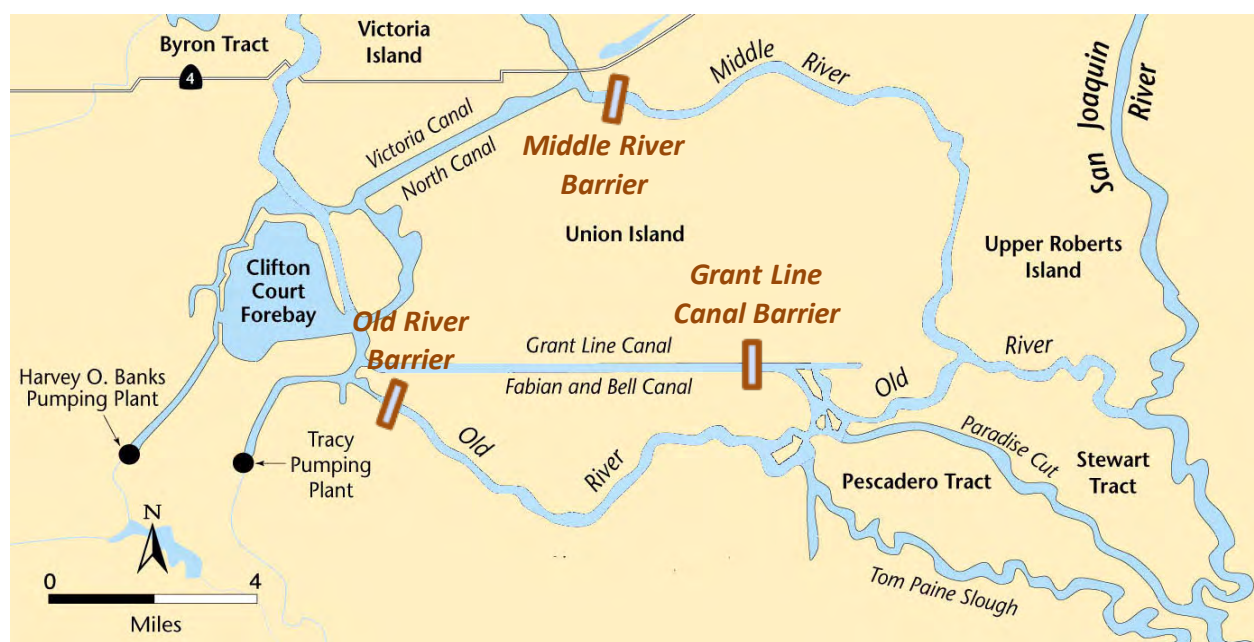 Byron Tract
Victoria
Island
4
Middle
River
San Joaquin
River
Victoria Canal
North Canal
Middle River
Barrier
Union Island
Upper Roberts
Island
Clifton
Court
Forebay
Grant Line
Canal Barrier
Old River
Barrier
Grant Line Canal
Fabian and Bell Canal
River
Old
Harvey O. Banks
Pumping Plant
Tracy
Pumping
Plant
Old
River
Paradise Cut
Stewart
Tract
Pescadero Tract
Tom Paine Slough
N
0
4
Miles